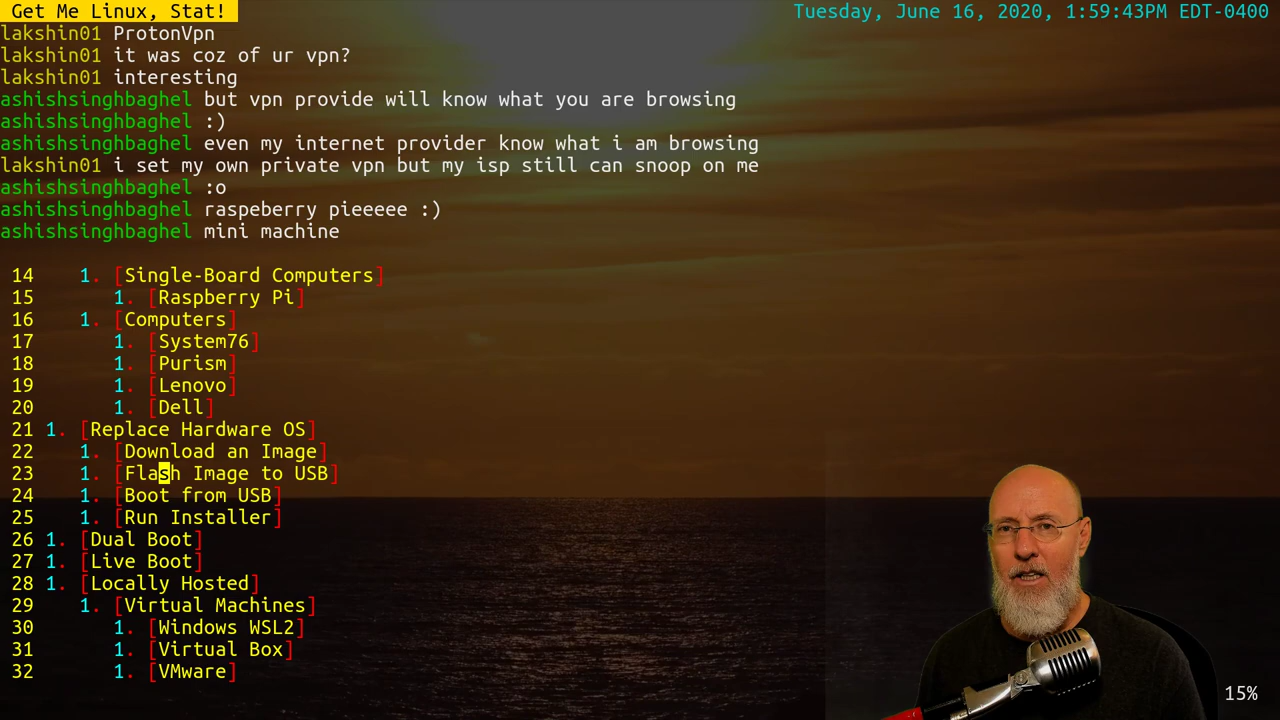 Get Me Linux, Stat!
Tuesday, June 16, 2020, 1:59:43PM EDT-0400
lakshin01 ProtonVpn
lakshin01 it was coz of ur vpn?
lakshin01 interesting
ashishsinghbaghel but vpn provide will know what you are browsing
ashishsinghbaghel :)
ashishsinghbaghel even my internet provider know what i am browsing
lakshin01 i set my own private vpn but my isp still can snoop on me
ashishsinghbaghel :o
ashishsinghbaghel raspeberry pieeeee :)
ashishsinghbaghel mini machine
14 1. [Single-Board Computers]
15 1. [Raspberry Pi]
16 1. [Computers]
17 1. [System76]
18 1. [Purism]
19 1. [Lenovo]
20 1. [Dell]
21 1. [Replace Hardware OS]
22 1. [Download an Image]
23 1. [Flash Image to USB]
24 1. [Boot from USB]
25 1. [Run Installer]
26 1. [Dual Boot]
27 1. [Live Boot]
28 1. [Locally Hosted]
29 1. [Virtual Machines]
30 1. [Windows WSL2]
31 1. [Virtual Box]
32 1. [VMware]
15%